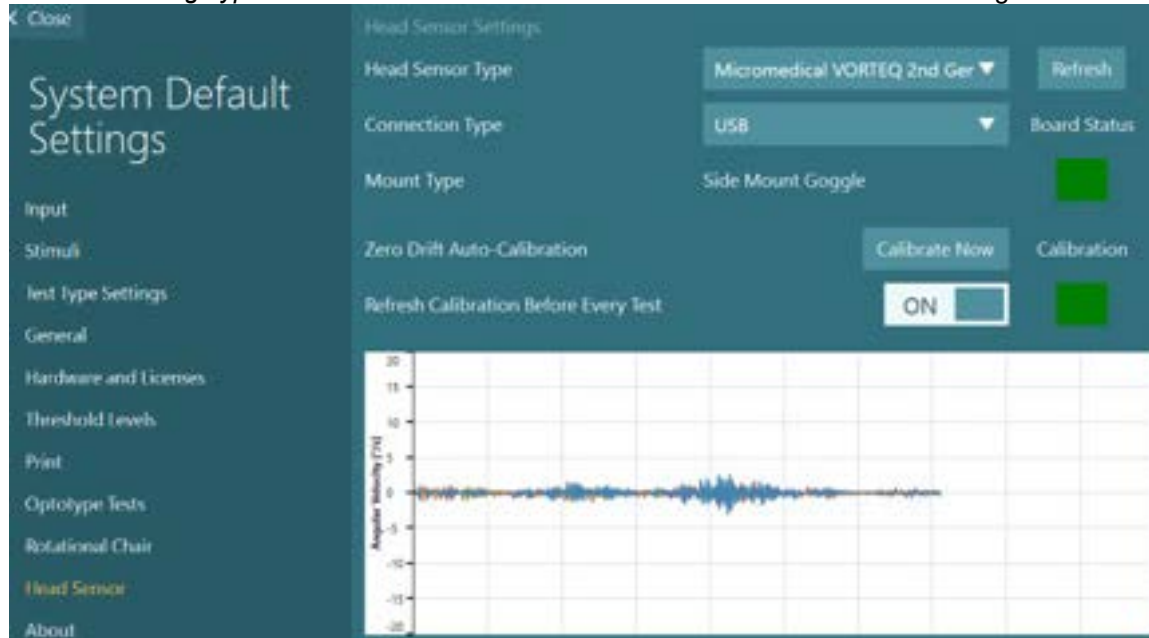 Close
System Default
Settings
Input
Stimuli
Test Type Settings
General
Hardware and Licenses
Threshold Levels
Print
Optotype Tests
Rotational Chair
Head Sensor
About
Head Sensor Settings
Head Sensor Type
Micromedical VORTEQ 2nd Ger
Refresh
Connection Type
USB
Board Status
Mount Type
Side Mount Goggle
Zero Drift Auto-Calibration
Calibrate Now
Calibration
Refresh Calibration Before Every Test
ON
20
15
10
5
0
-5
-10
-15
-20
Angular Velocity [°/s]